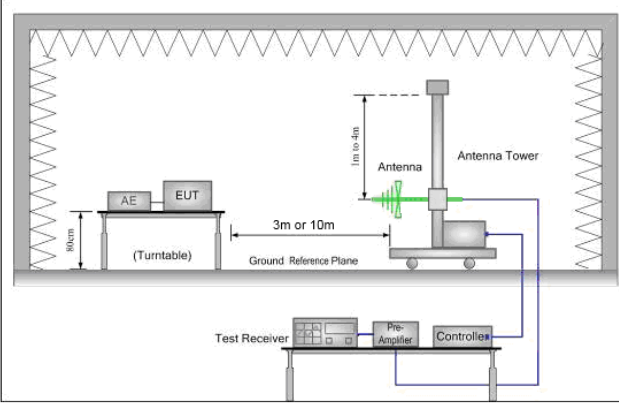 1m to 4m
Antenna
Antenna Tower
AE
EUT
3m or 10m
80cm
(Turntable)
Ground Reference Plane
Test Receiver
Pre-
Amplifier
Controller